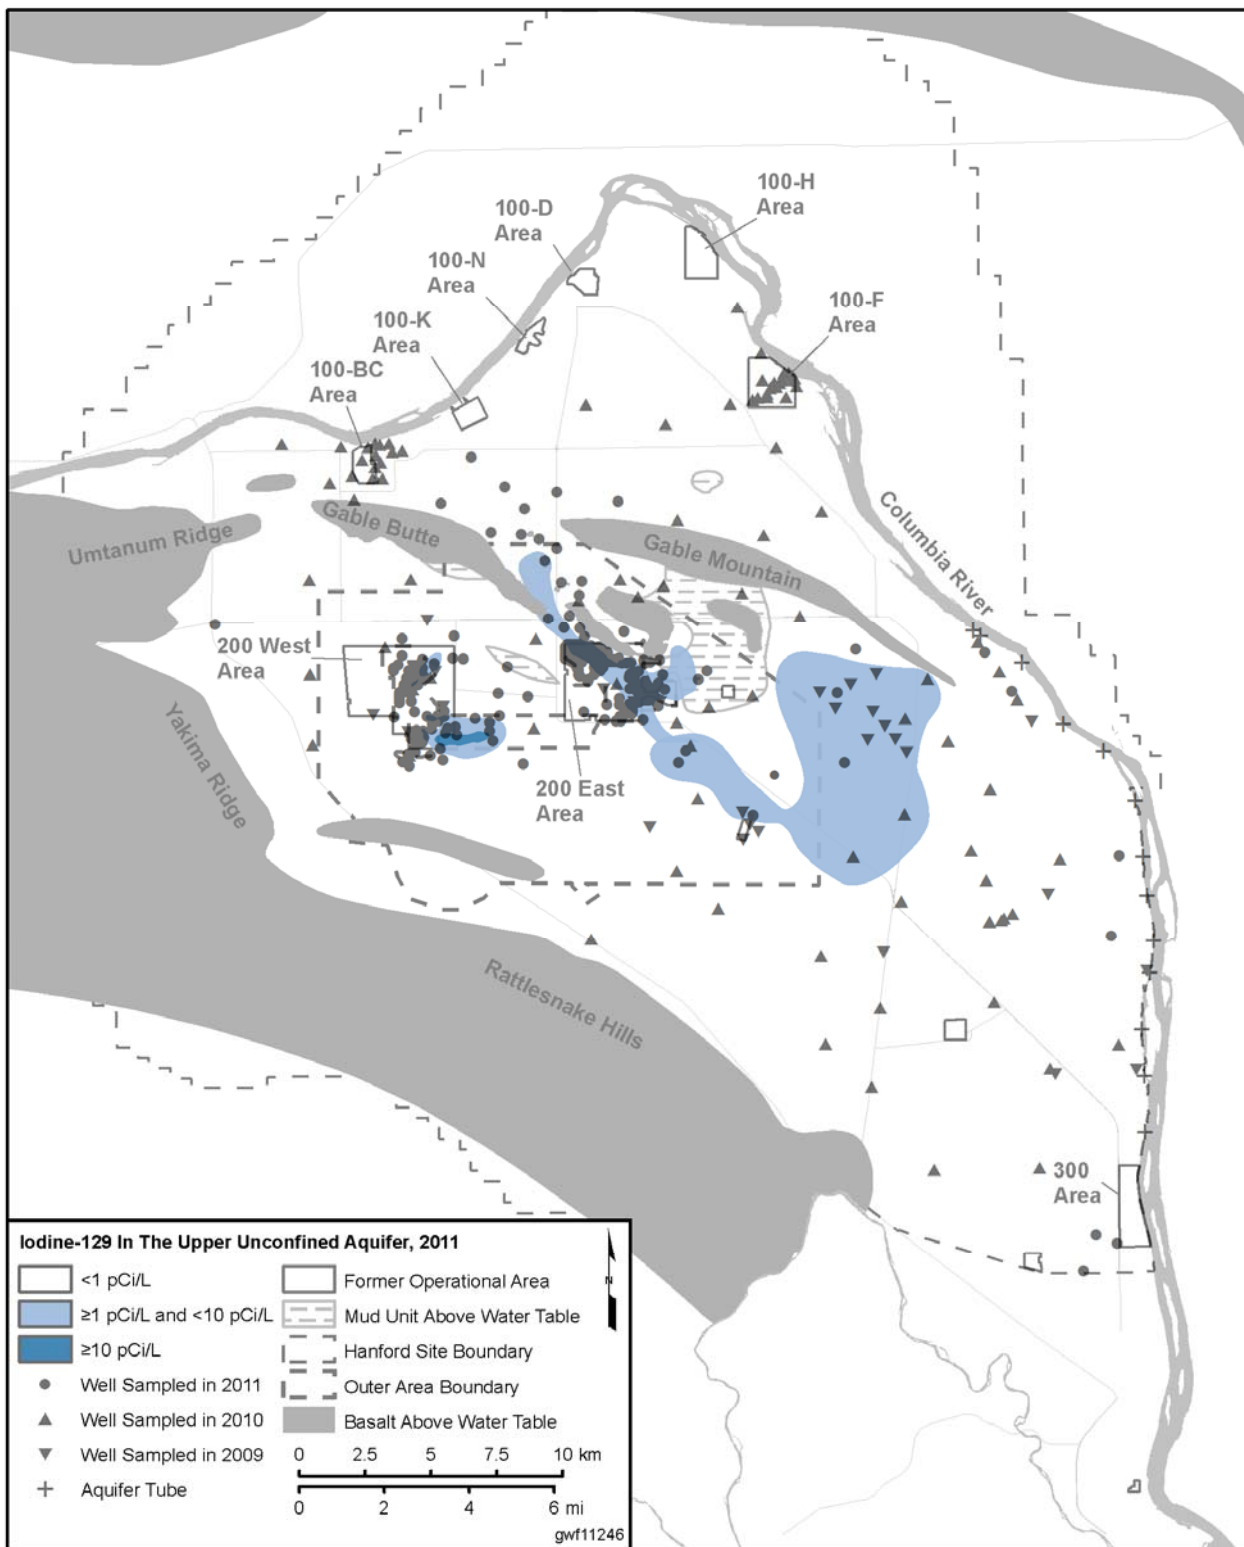 100-H
Area
100-D
Area
100-N
Area
100-F
Area
100-K
Area
100-BC
Area
Columbia River
Gable Butte
Umtanum Ridge
Gable Mountain
200 West
Area
Yakima Ridge
200 East
Area
Rattlesnake Hills
300
Area
Iodine-129 In The Upper Unconfined Aquifer, 2011
<1 pCi/L
≥1 pCi/L and <10 pCi/L
≥10 pCi/L
Well Sampled in 2011
Well Sampled in 2010
Well Sampled in 2009
Aquifer Tube
Former Operational Area
Mud Unit Above Water Table
Hanford Site Boundary
Outer Area Boundary
Basalt Above Water Table
N
0 2.5 5 7.5 10 km
0 2 4 6 mi
gwf11246